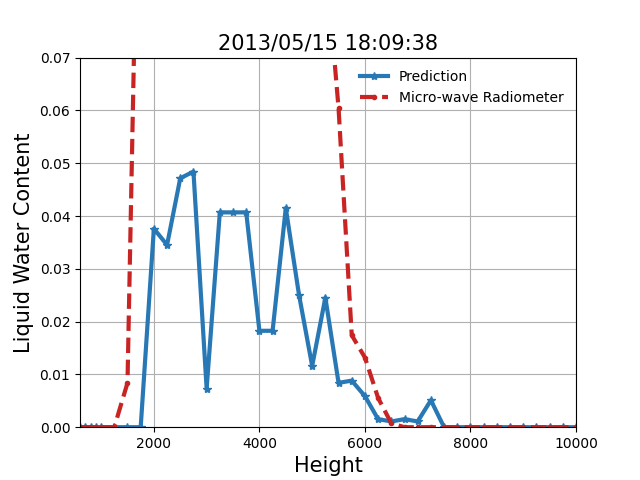 2013/05/15 18:09:38
Liquid Water Content
0.07
0.06
0.05
0.04
0.03
0.02
0.01
0.00
Prediction
Micro-wave Radiometer
2000 4000 6000 8000 10000
Height